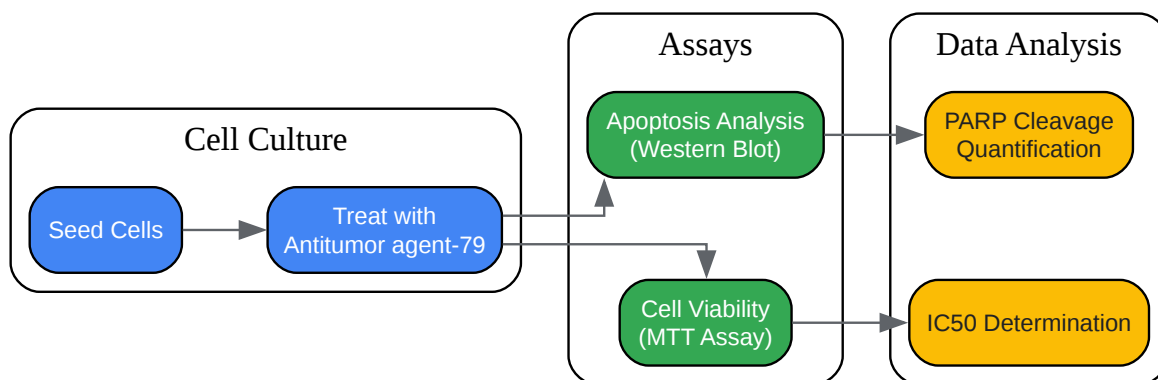 Cell Culture
Seed Cells
Treat with
Antitumor agent-79
Assays
Apoptosis Analysis
(Western Blot)
Cell Viability
(MTT Assay)
Data Analysis
PARP Cleavage
Quantification
IC50 Determination